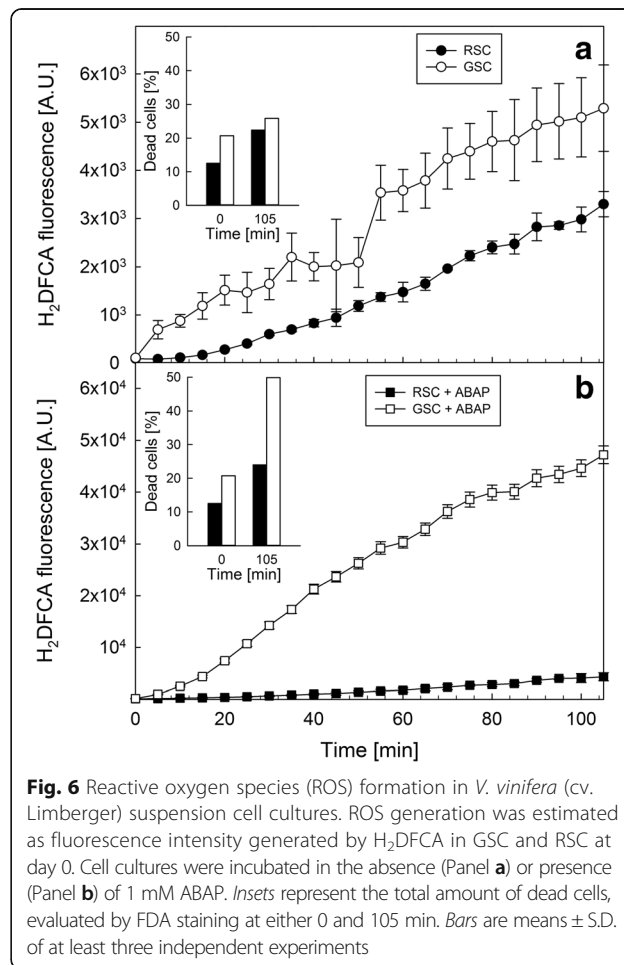 a
RSC
GSC
H₂DFCA fluorescence [A.U.]
6x10³
5x10³
4x10³
3x10³
2x10³
10³
0
Dead cells [%]
50
40
30
20
10
0
0 105
Time [min]
b
RSC + ABAP
GSC + ABAP
H₂DFCA fluorescence [A.U.]
5x10⁴
4x10⁴
3x10⁴
2x10⁴
10⁴
Dead cells [%]
50
40
30
20
10
0
0 105
Time [min]
0 20 40 60 80 100
Time [min]
Fig. 6 Reactive oxygen species (ROS) formation in V. vinifera (cv.
Limberger) suspension cell cultures. ROS generation was estimated
as fluorescence intensity generated by H₂DFCA in GSC and RSC at
day 0. Cell cultures were incubated in the absence (Panel a) or presence
(Panel b) of 1 mM ABAP. Insets represent the total amount of dead cells,
evaluated by FDA staining at either 0 and 105 min. Bars are means ± S.D.
of at least three independent experiments